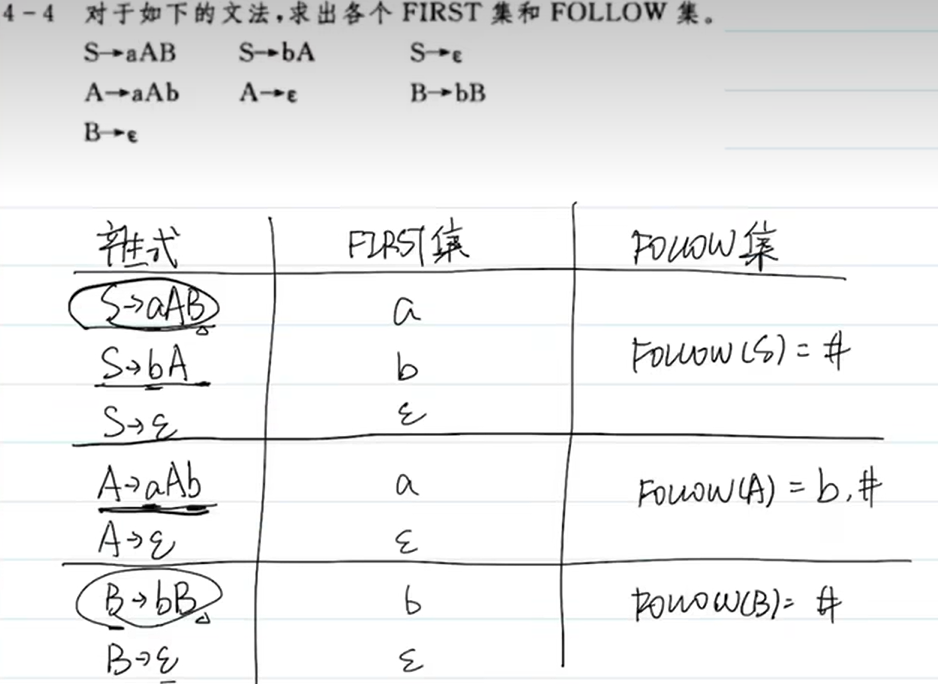 4-4 对于如下的文法,求出各个 FIRST 集和 FOLLOW 集。
S→aAB S→bA S→ε
A→aAb A→ε B→bB
B→ε
产生式 FIRST集 FOLLOW集
S→aAB a
FOLLOW(S) = #
S→bA b
S→ε ε
A→aAb a FOLLOW(A) = b,#
A→ε ε
B→bB b FOLLOW(B)= #
B→ε ε